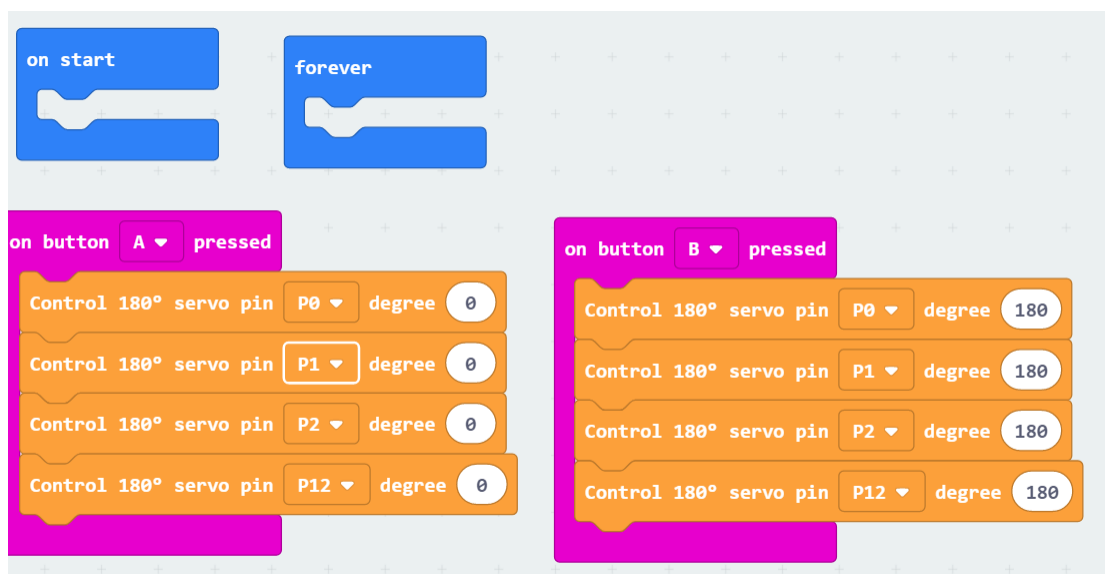 on start
forever
on button A pressed
Control 180° servo pin P0 degree 0
Control 180° servo pin P1 degree 0
Control 180° servo pin P2 degree 0
Control 180° servo pin P12 degree 0
on button B pressed
Control 180° servo pin P0 degree 180
Control 180° servo pin P1 degree 180
Control 180° servo pin P2 degree 180
Control 180° servo pin P12 degree 180